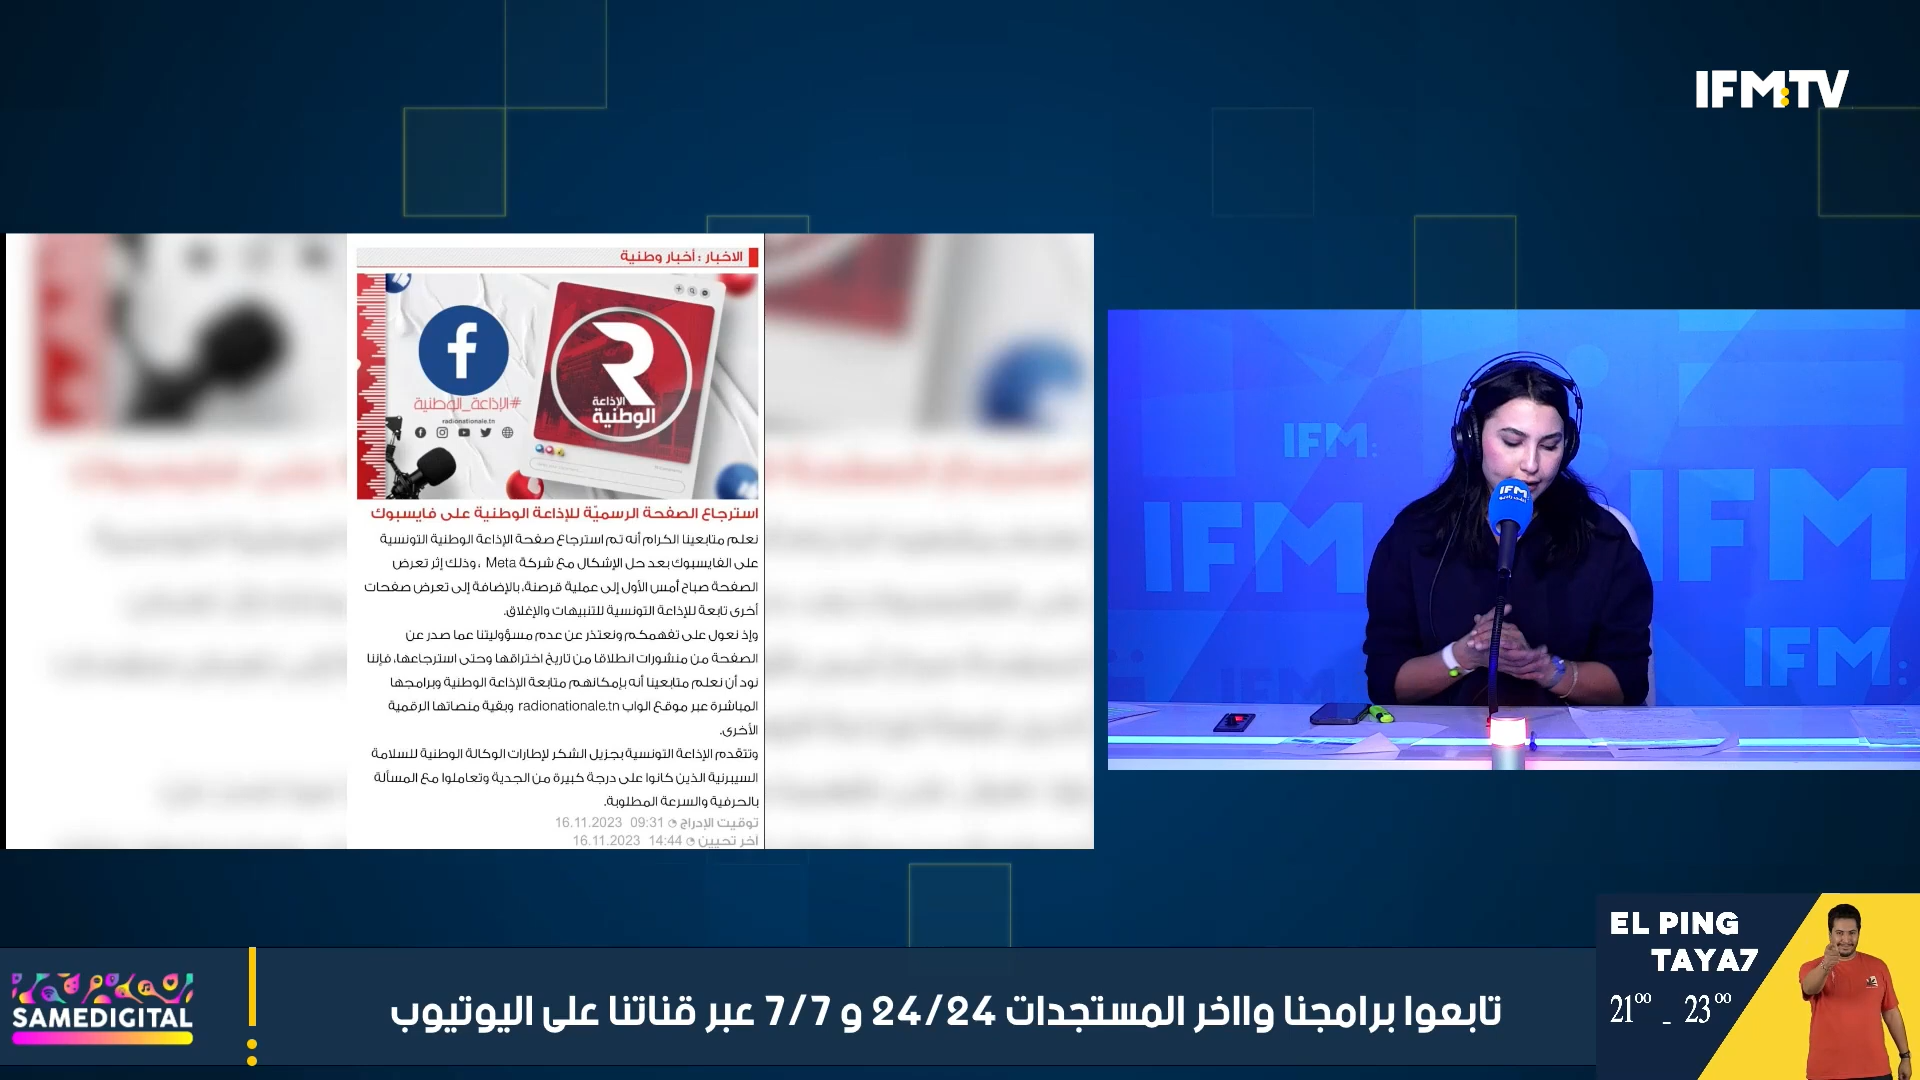 IFM:TV
الاخبار : أخبار وطنية
الإذاعة
الوطنية
#الإذاعة_الوطنية
radionationale.tn
استرجاع الصفحة الرسميّة للإذاعة الوطنية على فايسبوك
نعلم متابعينا الكرام أنه تم استرجاع صفحة الإذاعة الوطنية التونسية
على الفايسبوك بعد حل الإشكال مع شركة Meta ، وذلك إثر تعرض
الصفحة صباح أمس الأول إلى عملية قرصنة، بالإضافة إلى تعرض صفحات
أخرى تابعة للإذاعة التونسية للتنبيهات والإغلاق.
وإذ نعول على تفهمكم ونعتذر عن عدم مسؤوليتنا عما صدر عن
الصفحة من منشورات انطلاقا من تاريخ اختراقها وحتى استرجاعها، فإننا
نود أن نعلم متابعينا أنه بإمكانهم متابعة الإذاعة الوطنية وبرامجها
المباشرة عبر موقع الواب radionationale.tn وبقية منصاتها الرقمية
الأخرى.
وتتقدم الإذاعة التونسية بجزيل الشكر لإطارات الوكالة الوطنية للسلامة
السيبرنية الذين كانوا على درجة كبيرة من الجدية وتعاملوا مع المسألة
بالحرفية والسرعة المطلوبة.
توقيت الإدراج 09:31 16.11.2023
آخر تحيين 14:44 16.11.2023
IFM:
IFM
IFM
IFM
IFM:
IFM:
EL PING
TAYA7
21⁰⁰ - 23⁰⁰
SAMEDIGITAL
تابعوا برامجنا وااخر المستجدات 24/24 و 7/7 عبر قناتنا على اليوتيوب